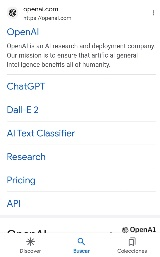 openai.com
https://openai.com
OpenAI
OpenAI is an AI research and deployment company.
Our mission is to ensure that artificial general
intelligence benefits all of humanity.
ChatGPT
Dall-E 2
AI Text Classifier
Research
Pricing
API
OpenAI
OpenAI
Discover
Buscar
Colecciones